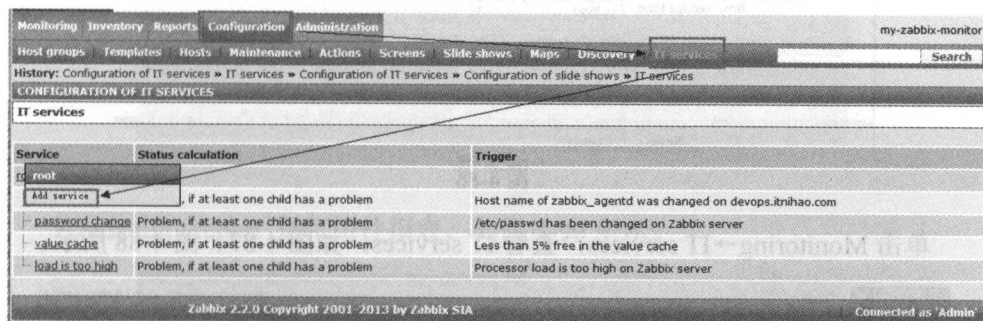 Monitoring Inventory Reports Configuration Administration
my-zabbix-monitor
Host groups Templates Hosts Maintenance Actions Screens Slide shows Maps Discovery IT services
Search
History: Configuration of IT services » IT services » Configuration of IT services » Configuration of slide shows » IT services
CONFIGURATION OF IT SERVICES
IT services
Service Status calculation Trigger
root
Add service , if at least one child has a problem Host name of zabbix_agentd was changed on devops.itnihao.com
password change Problem, if at least one child has a problem /etc/passwd has been changed on Zabbix server
value cache Problem, if at least one child has a problem Less than 5% free in the value cache
load is too high Problem, if at least one child has a problem Processor load is too high on Zabbix server
Zabbix 2.2.0 Copyright 2001-2013 by Zabbix SIA
Connected as 'Admin'